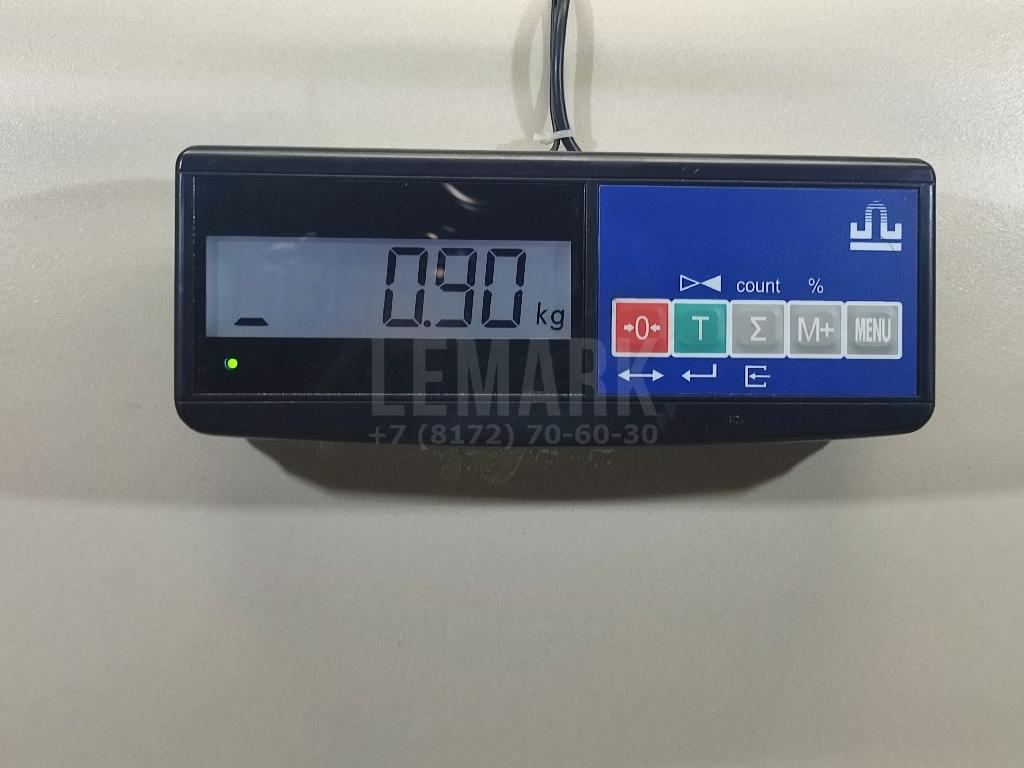 0.90 kg
count %
→0← T Σ M+ MENU
LEMARK
+7 (8172) 70-60-30